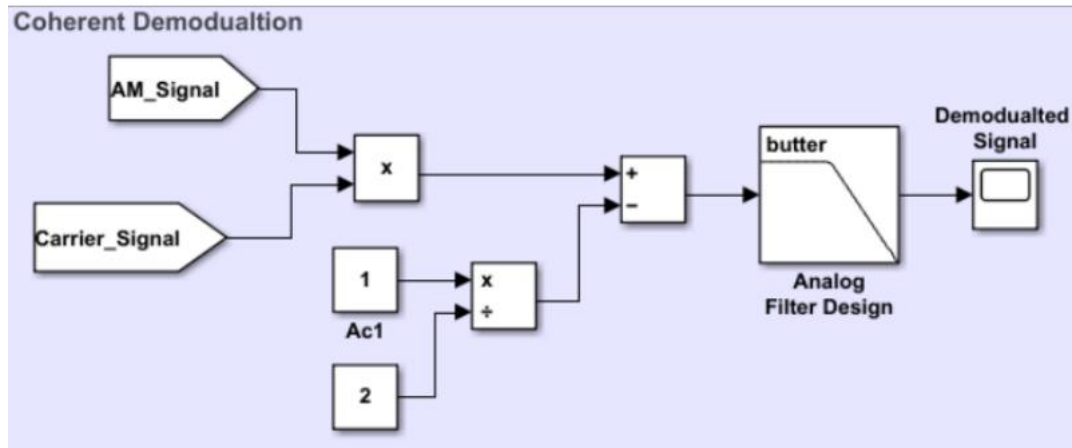 Coherent Demodualtion
AM_Signal
Carrier_Signal
x
1
Ac1
2
x
÷
+
−
butter
Analog
Filter Design
Demodualted
Signal